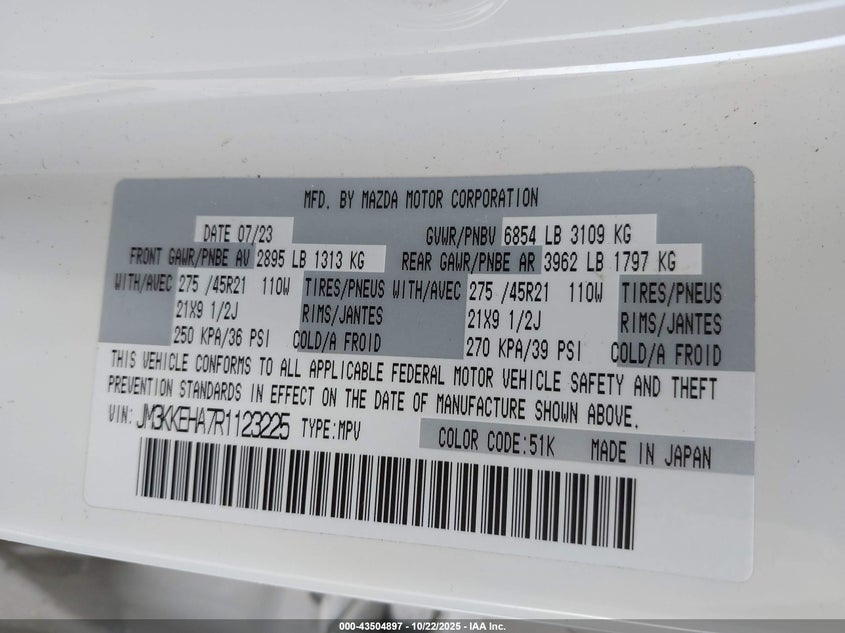 MFD. BY MAZDA MOTOR CORPORATION
DATE 07/23 GVWR/PNBV 6854 LB 3109 KG
FRONT GAWR/PNBE AV 2895 LB 1313 KG REAR GAWR/PNBE AR 3962 LB 1797 KG
WITH/AVEC 275 /45R21 110W TIRES/PNEUS WITH/AVEC 275 /45R21 110W TIRES/PNEUS
21X9 1/2J RIMS/JANTES 21X9 1/2J RIMS/JANTES
250 KPA/36 PSI COLD/A FROID 270 KPA/39 PSI COLD/A FROID
THIS VEHICLE CONFORMS TO ALL APPLICABLE FEDERAL MOTOR VEHICLE SAFETY AND THEFT
PREVENTION STANDARDS IN EFFECT ON THE DATE OF MANUFACTURE SHOWN ABOVE.
VIN: JM3KKEHA7R1123225 TYPE:MPV COLOR CODE:51K MADE IN JAPAN
000-43504897 - 10/22/2025 - IAA Inc.